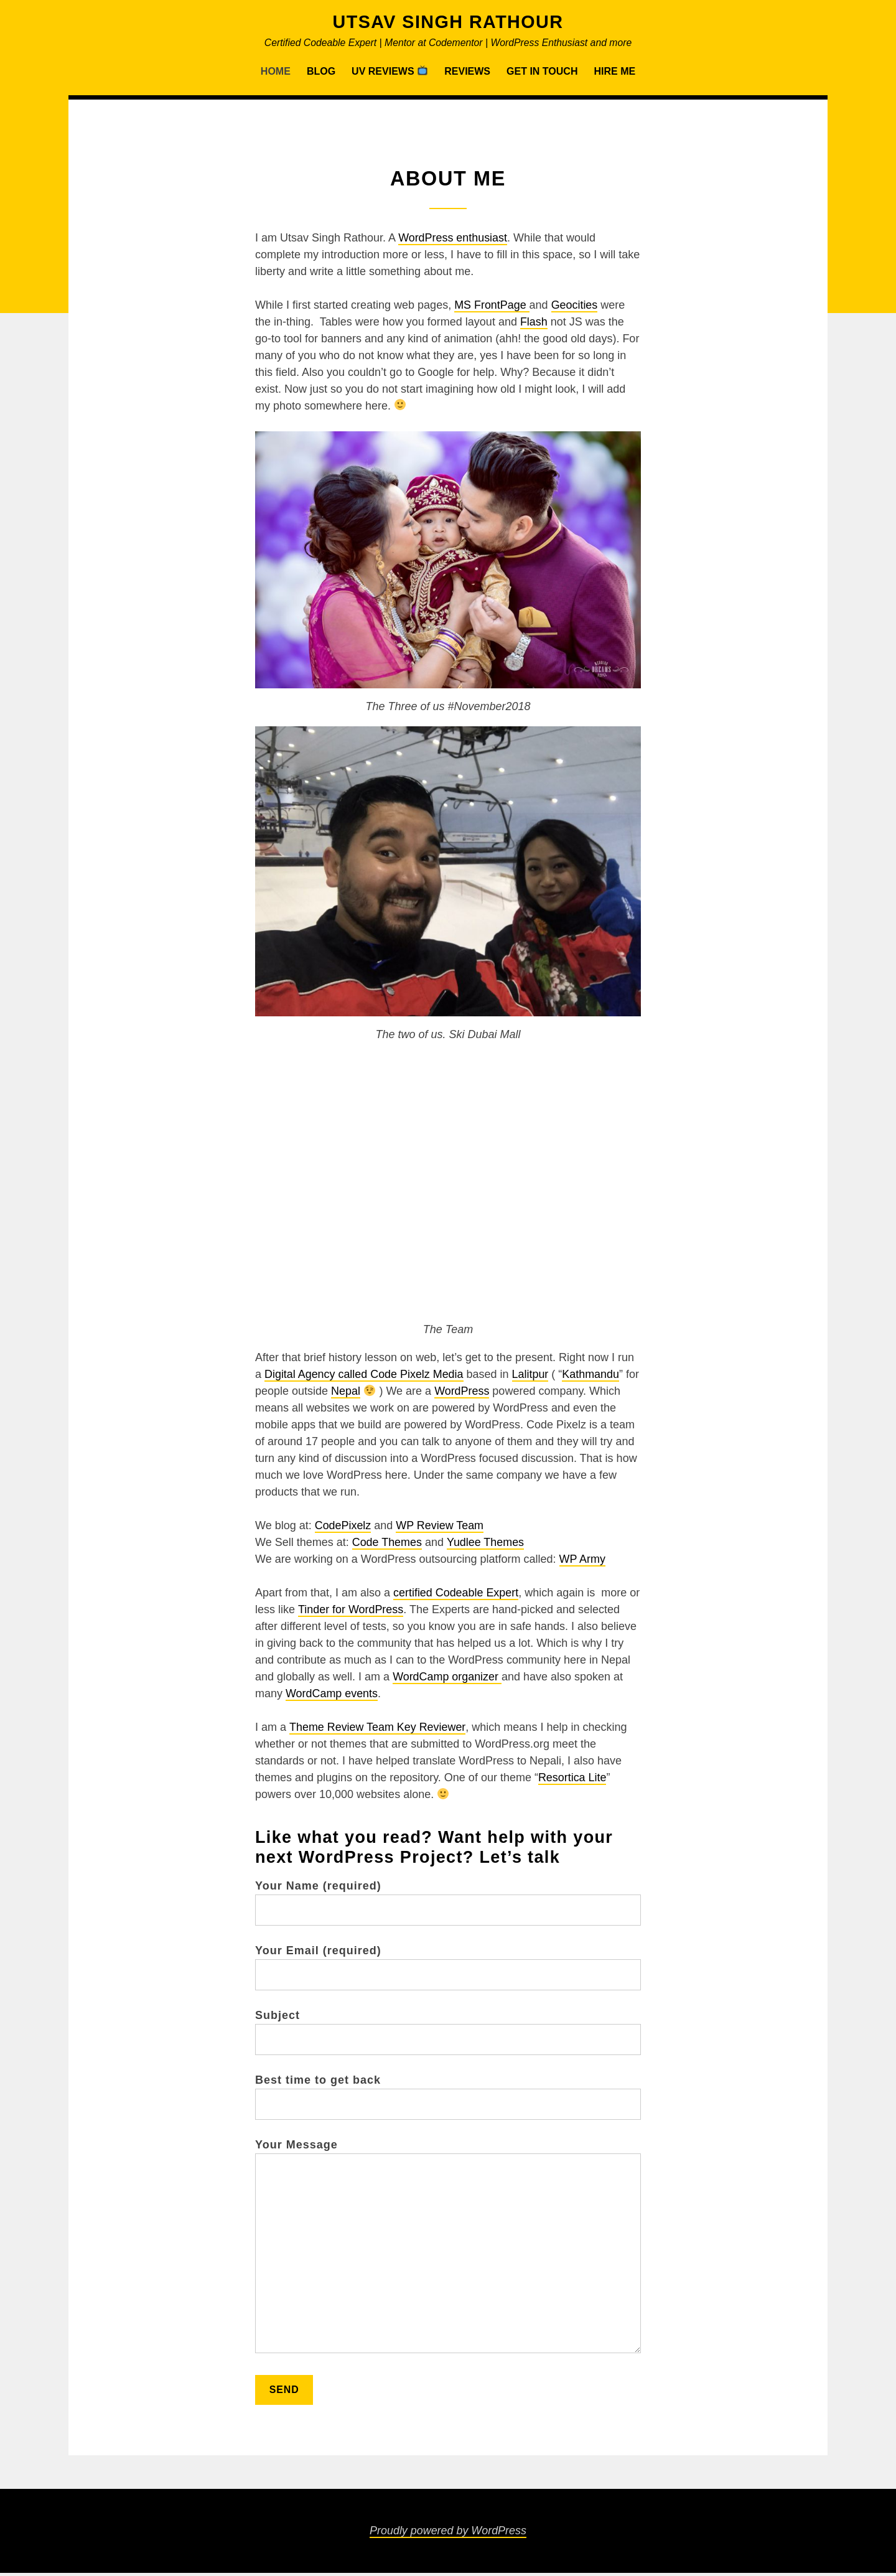 UTSAV SINGH RATHOUR
Certified Codeable Expert | Mentor at Codementor | WordPress Enthusiast and more
HOME BLOG UV REVIEWS 📺 REVIEWS GET IN TOUCH HIRE ME
ABOUT ME
I am Utsav Singh Rathour. A WordPress enthusiast. While that would
complete my introduction more or less, I have to fill in this space, so I will take
liberty and write a little something about me.
While I first started creating web pages, MS FrontPage and Geocities were
the in-thing.  Tables were how you formed layout and Flash not JS was the
go-to tool for banners and any kind of animation (ahh! the good old days). For
many of you who do not know what they are, yes I have been for so long in
this field. Also you couldn’t go to Google for help. Why? Because it didn’t
exist. Now just so you do not start imagining how old I might look, I will add
my photo somewhere here. 🙂
DREAMS
The Three of us #November2018
The two of us. Ski Dubai Mall
The Team
After that brief history lesson on web, let’s get to the present. Right now I run
a Digital Agency called Code Pixelz Media based in Lalitpur ( “Kathmandu” for
people outside Nepal 😉 ) We are a WordPress powered company. Which
means all websites we work on are powered by WordPress and even the
mobile apps that we build are powered by WordPress. Code Pixelz is a team
of around 17 people and you can talk to anyone of them and they will try and
turn any kind of discussion into a WordPress focused discussion. That is how
much we love WordPress here. Under the same company we have a few
products that we run.
We blog at: CodePixelz and WP Review Team
We Sell themes at: Code Themes and Yudlee Themes
We are working on a WordPress outsourcing platform called: WP Army
Apart from that, I am also a certified Codeable Expert, which again is  more or
less like Tinder for WordPress. The Experts are hand-picked and selected
after different level of tests, so you know you are in safe hands. I also believe
in giving back to the community that has helped us a lot. Which is why I try
and contribute as much as I can to the WordPress community here in Nepal
and globally as well. I am a WordCamp organizer and have also spoken at
many WordCamp events.
I am a Theme Review Team Key Reviewer, which means I help in checking
whether or not themes that are submitted to WordPress.org meet the
standards or not. I have helped translate WordPress to Nepali, I also have
themes and plugins on the repository. One of our theme “Resortica Lite”
powers over 10,000 websites alone. 🙂
Like what you read? Want help with your
next WordPress Project? Let’s talk
Your Name (required)
Your Email (required)
Subject
Best time to get back
Your Message
SEND
Proudly powered by WordPress